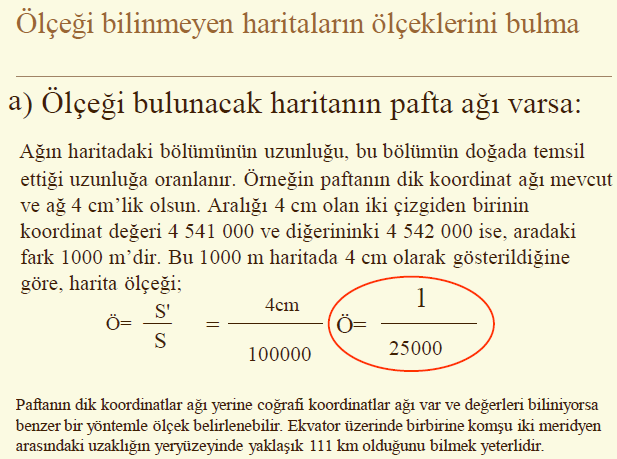 Ölçeği bilinmeyen haritaların ölçeklerini bulma
a) Ölçeği bulunacak haritanın pafta ağı varsa:
Ağın haritadaki bölümünün uzunluğu, bu bölümün doğada temsil
ettiği uzunluğa oranlanır. Örneğin paftanın dik koordinat ağı mevcut
ve ağ 4 cm’lik olsun. Aralığı 4 cm olan iki çizgiden birinin
koordinat değeri 4 541 000 ve diğerininki 4 542 000 ise, aradaki
fark 1000 m’dir. Bu 1000 m haritada 4 cm olarak gösterildiğine
göre, harita ölçeği;
Ö= S' / S = 4cm / 100000 Ö= 1 / 25000
Paftanın dik koordinatlar ağı yerine coğrafi koordinatlar ağı var ve değerleri biliniyorsa
benzer bir yöntemle ölçek belirlenebilir. Ekvator üzerinde birbirine komşu iki meridyen
arasındaki uzaklığın yeryüzeyinde yaklaşık 111 km olduğunu bilmek yeterlidir.